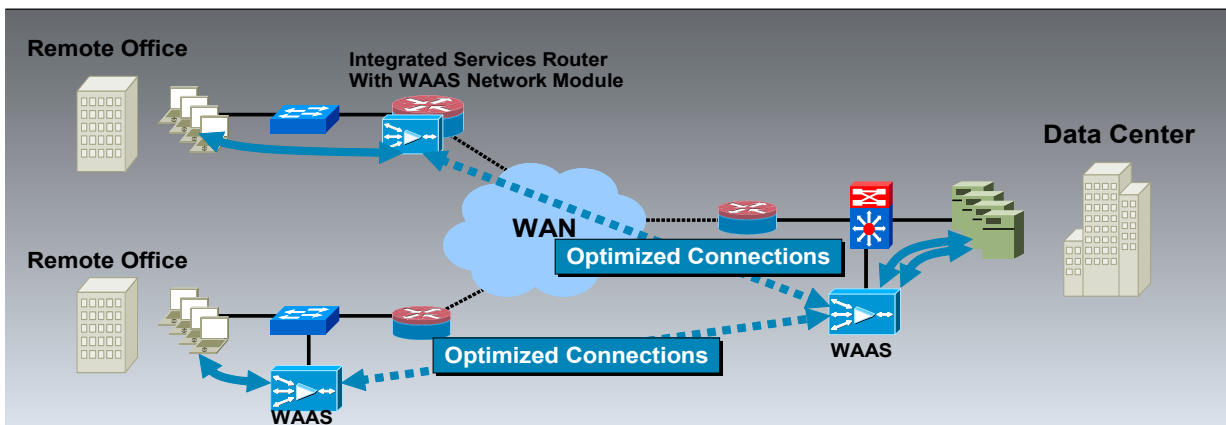 Remote Office
Integrated Services Router
With WAAS Network Module
Data Center
WAN
Optimized Connections
Remote Office
WAAS
Optimized Connections
WAAS